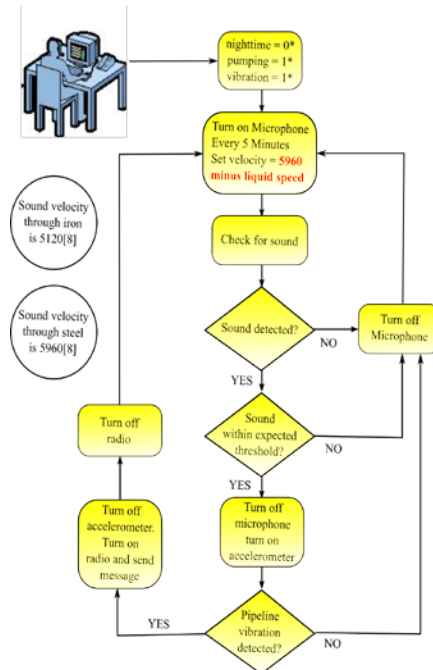 nighttime = 0*
pumping = 1*
vibration = 1*
Turn on Microphone
Every 5 Minutes
Set velocity = 5960
minus liquid speed
Sound velocity
through iron
is 5120[8]
Check for sound
Sound velocity
through steel
is 5960[8]
Sound detected?
NO
Turn off
Microphone
YES
Turn off
radio
Sound
within expected
threshold?
NO
YES
Turn off
accelerometer.
Turn on
radio and send
message
Turn off
microphone
turn on
accelerometer
YES
Pipeline
vibration
detected?
NO